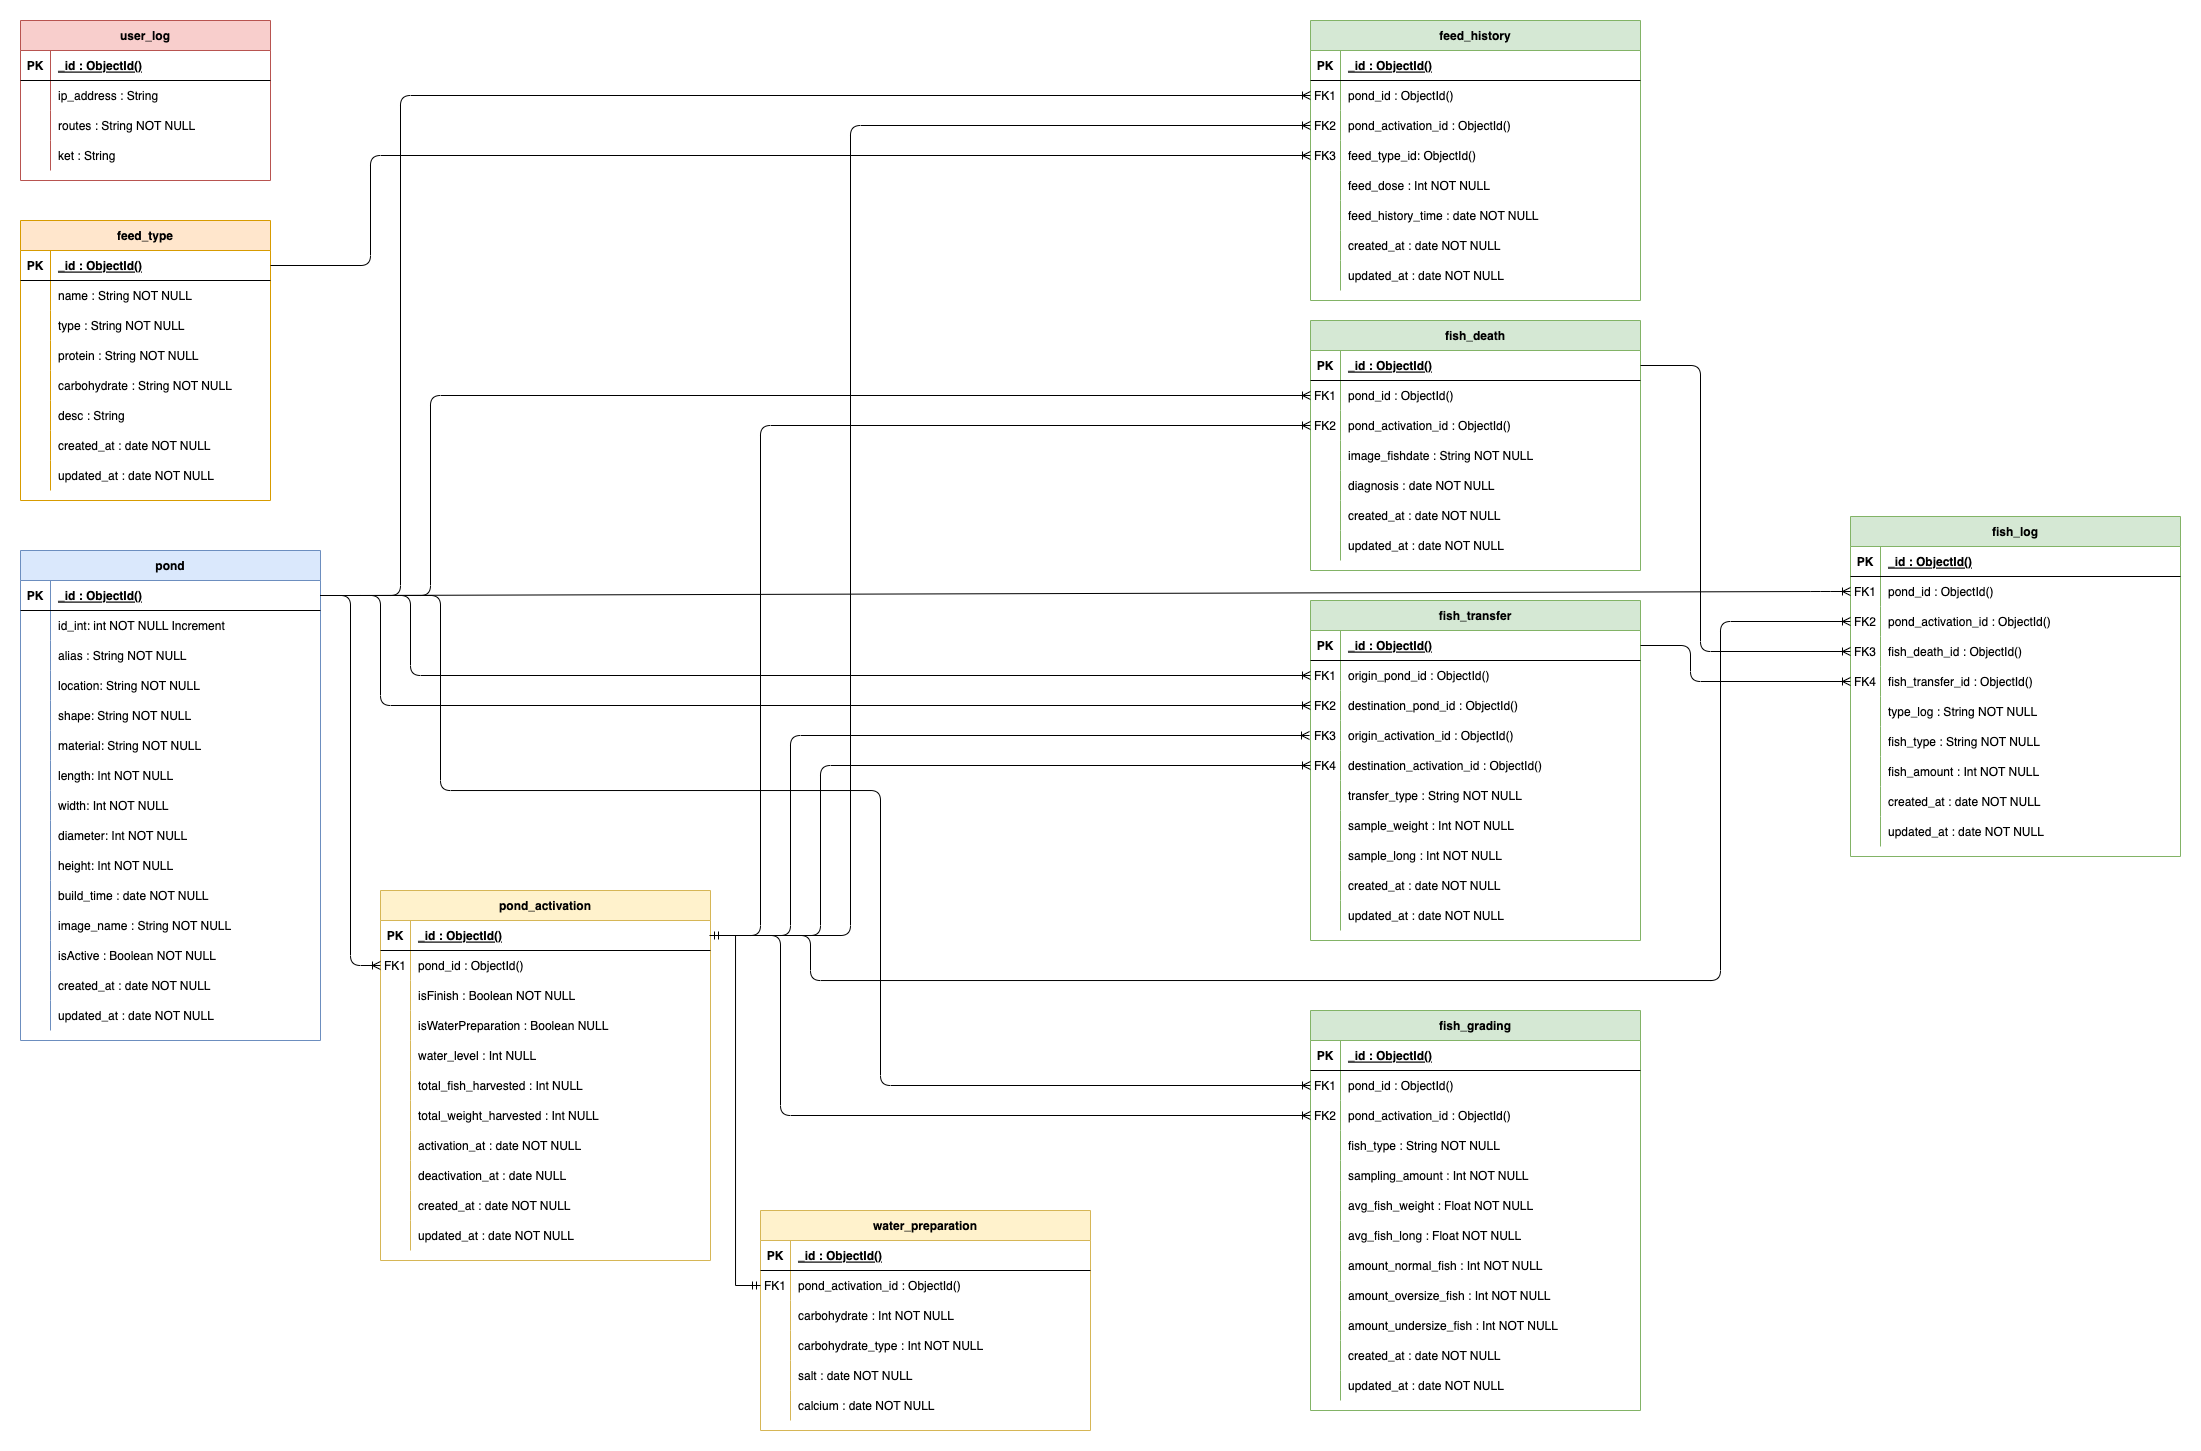 user_log
PK _id : ObjectId()
ip_address : String
routes : String NOT NULL
ket : String
feed_type
PK _id : ObjectId()
name : String NOT NULL
type : String NOT NULL
protein : String NOT NULL
carbohydrate : String NOT NULL
desc : String
created_at : date NOT NULL
updated_at : date NOT NULL
pond
PK _id : ObjectId()
id_int: int NOT NULL Increment
alias : String NOT NULL
location: String NOT NULL
shape: String NOT NULL
material: String NOT NULL
length: Int NOT NULL
width: Int NOT NULL
diameter: Int NOT NULL
height: Int NOT NULL
build_time : date NOT NULL
image_name : String NOT NULL
isActive : Boolean NOT NULL
created_at : date NOT NULL
updated_at : date NOT NULL
pond_activation
PK _id : ObjectId()
FK1 pond_id : ObjectId()
isFinish : Boolean NOT NULL
isWaterPreparation : Boolean NULL
water_level : Int NULL
total_fish_harvested : Int NULL
total_weight_harvested : Int NULL
activation_at : date NOT NULL
deactivation_at : date NULL
created_at : date NOT NULL
updated_at : date NOT NULL
water_preparation
PK _id : ObjectId()
FK1 pond_activation_id : ObjectId()
carbohydrate : Int NOT NULL
carbohydrate_type : Int NOT NULL
salt : date NOT NULL
calcium : date NOT NULL
feed_history
PK _id : ObjectId()
FK1 pond_id : ObjectId()
FK2 pond_activation_id : ObjectId()
FK3 feed_type_id: ObjectId()
feed_dose : Int NOT NULL
feed_history_time : date NOT NULL
created_at : date NOT NULL
updated_at : date NOT NULL
fish_death
PK _id : ObjectId()
FK1 pond_id : ObjectId()
FK2 pond_activation_id : ObjectId()
image_fishdate : String NOT NULL
diagnosis : date NOT NULL
created_at : date NOT NULL
updated_at : date NOT NULL
fish_transfer
PK _id : ObjectId()
FK1 origin_pond_id : ObjectId()
FK2 destination_pond_id : ObjectId()
FK3 origin_activation_id : ObjectId()
FK4 destination_activation_id : ObjectId()
transfer_type : String NOT NULL
sample_weight : Int NOT NULL
sample_long : Int NOT NULL
created_at : date NOT NULL
updated_at : date NOT NULL
fish_grading
PK _id : ObjectId()
FK1 pond_id : ObjectId()
FK2 pond_activation_id : ObjectId()
fish_type : String NOT NULL
sampling_amount : Int NOT NULL
avg_fish_weight : Float NOT NULL
avg_fish_long : Float NOT NULL
amount_normal_fish : Int NOT NULL
amount_oversize_fish : Int NOT NULL
amount_undersize_fish : Int NOT NULL
created_at : date NOT NULL
updated_at : date NOT NULL
fish_log
PK _id : ObjectId()
FK1 pond_id : ObjectId()
FK2 pond_activation_id : ObjectId()
FK3 fish_death_id : ObjectId()
FK4 fish_transfer_id : ObjectId()
type_log : String NOT NULL
fish_type : String NOT NULL
fish_amount : Int NOT NULL
created_at : date NOT NULL
updated_at : date NOT NULL